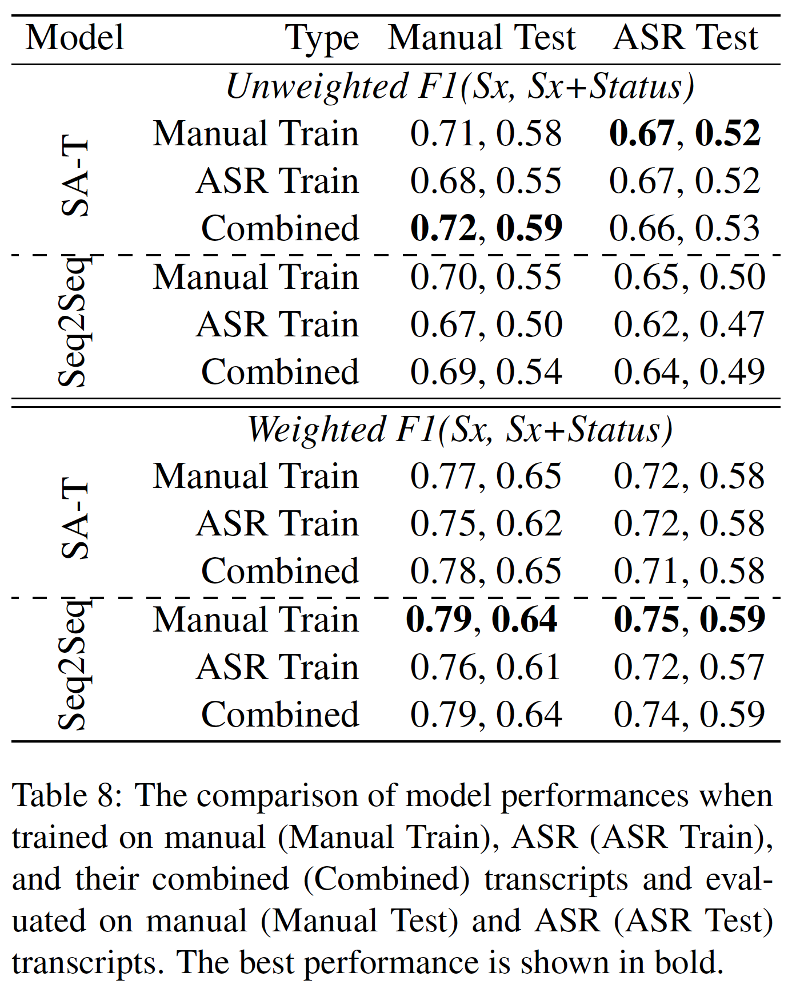 Model Type Manual Test ASR Test
Unweighted F1(Sx, Sx+Status)
SA-T
Manual Train 0.71, 0.58 0.67, 0.52
ASR Train 0.68, 0.55 0.67, 0.52
Combined 0.72, 0.59 0.66, 0.53
Seq2Seq
Manual Train 0.70, 0.55 0.65, 0.50
ASR Train 0.67, 0.50 0.62, 0.47
Combined 0.69, 0.54 0.64, 0.49
Weighted F1(Sx, Sx+Status)
SA-T
Manual Train 0.77, 0.65 0.72, 0.58
ASR Train 0.75, 0.62 0.72, 0.58
Combined 0.78, 0.65 0.71, 0.58
Seq2Seq
Manual Train 0.79, 0.64 0.75, 0.59
ASR Train 0.76, 0.61 0.72, 0.57
Combined 0.79, 0.64 0.74, 0.59
Table 8: The comparison of model performances when
trained on manual (Manual Train), ASR (ASR Train),
and their combined (Combined) transcripts and eval-
uated on manual (Manual Test) and ASR (ASR Test)
transcripts. The best performance is shown in bold.